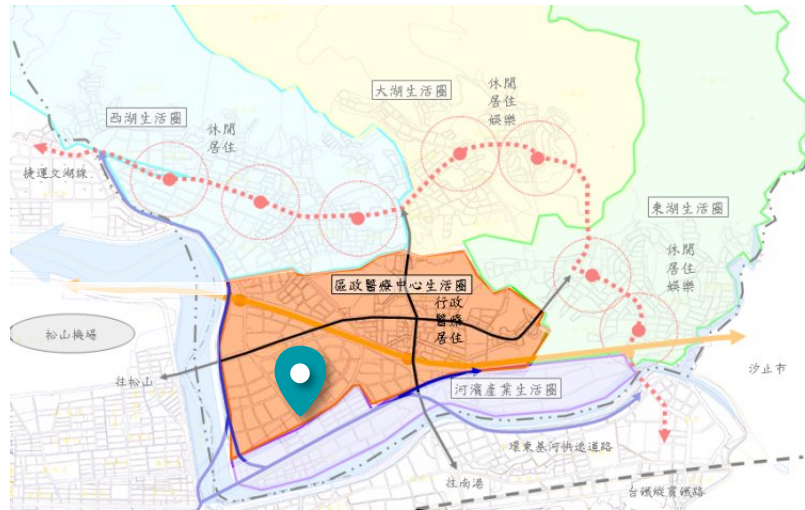 大湖生活圈
休閒
居住
娛樂
西湖生活圈
休閒
居住
捷運文湖線
東湖生活圈
休閒
居住
娛樂
區政醫療中心生活圈
行政
醫療
居住
松山機場
往松山
河濱產業生活圈
汐止市
環東基河快速道路
往南港
台鐵縱貫鐵路